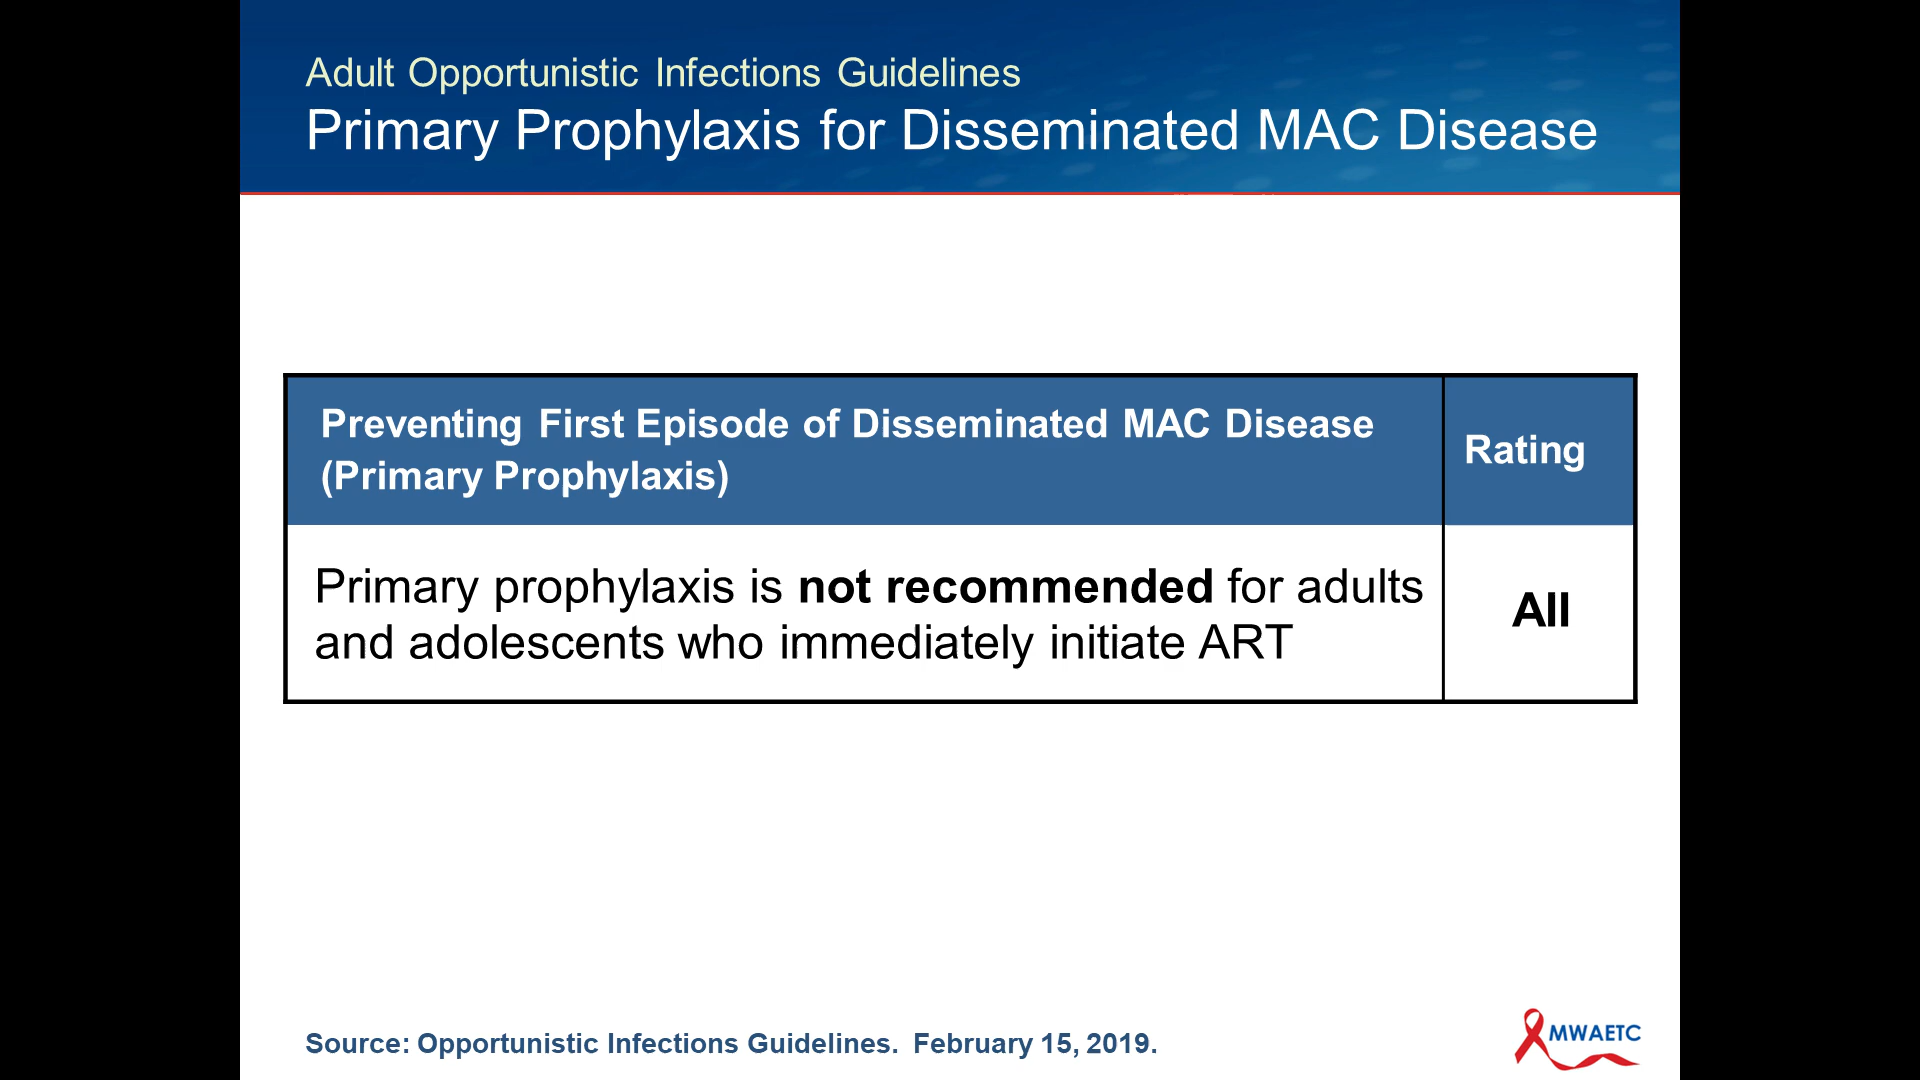 Adult Opportunistic Infections Guidelines
Primary Prophylaxis for Disseminated MAC Disease
Preventing First Episode of Disseminated MAC Disease
(Primary Prophylaxis)
Rating
Primary prophylaxis is not recommended for adults
and adolescents who immediately initiate ART
AII
Source: Opportunistic Infections Guidelines. February 15, 2019.
MWAETC